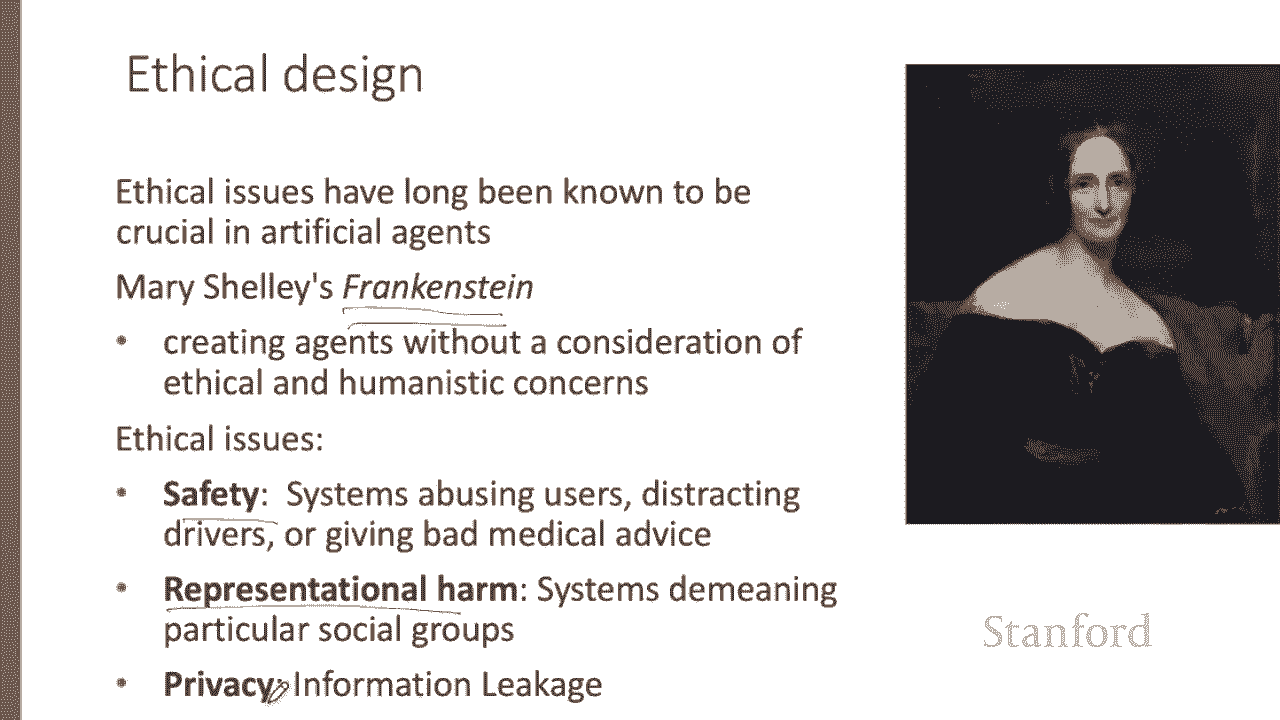 Ethical design
Ethical issues have long been known to be
crucial in artificial agents
Mary Shelley's Frankenstein
• creating agents without a consideration of
ethical and humanistic concerns
Ethical issues:
• Safety: Systems abusing users, distracting
drivers, or giving bad medical advice
• Representational harm: Systems demeaning
particular social groups
• Privacy: Information Leakage
Stanford